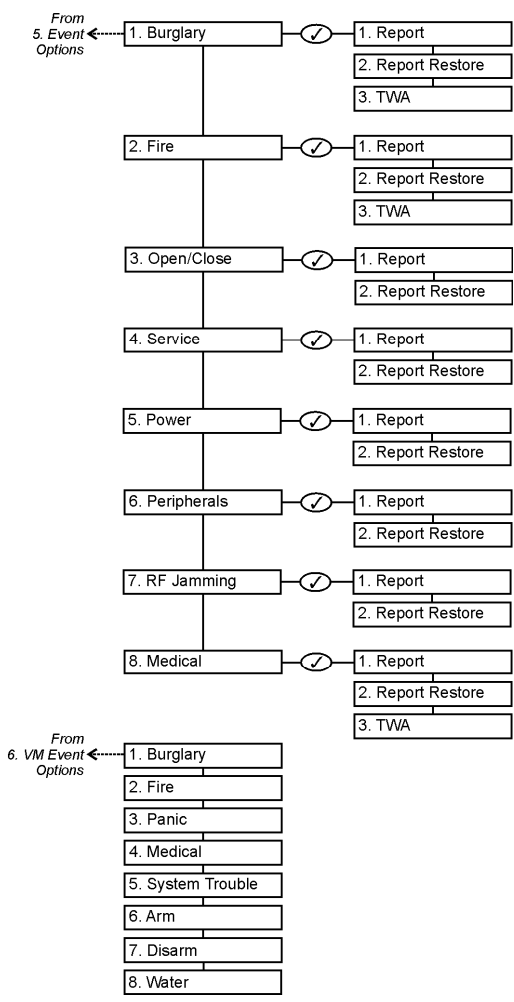 From
5. Event
Options
1. Burglary
1. Report
2. Report Restore
3. TWA
2. Fire
1. Report
2. Report Restore
3. TWA
3. Open/Close
1. Report
2. Report Restore
4. Service
1. Report
2. Report Restore
5. Power
1. Report
2. Report Restore
6. Peripherals
1. Report
2. Report Restore
7. RF Jamming
1. Report
2. Report Restore
8. Medical
1. Report
2. Report Restore
3. TWA
From
6. VM Event
Options
1. Burglary
2. Fire
3. Panic
4. Medical
5. System Trouble
6. Arm
7. Disarm
8. Water